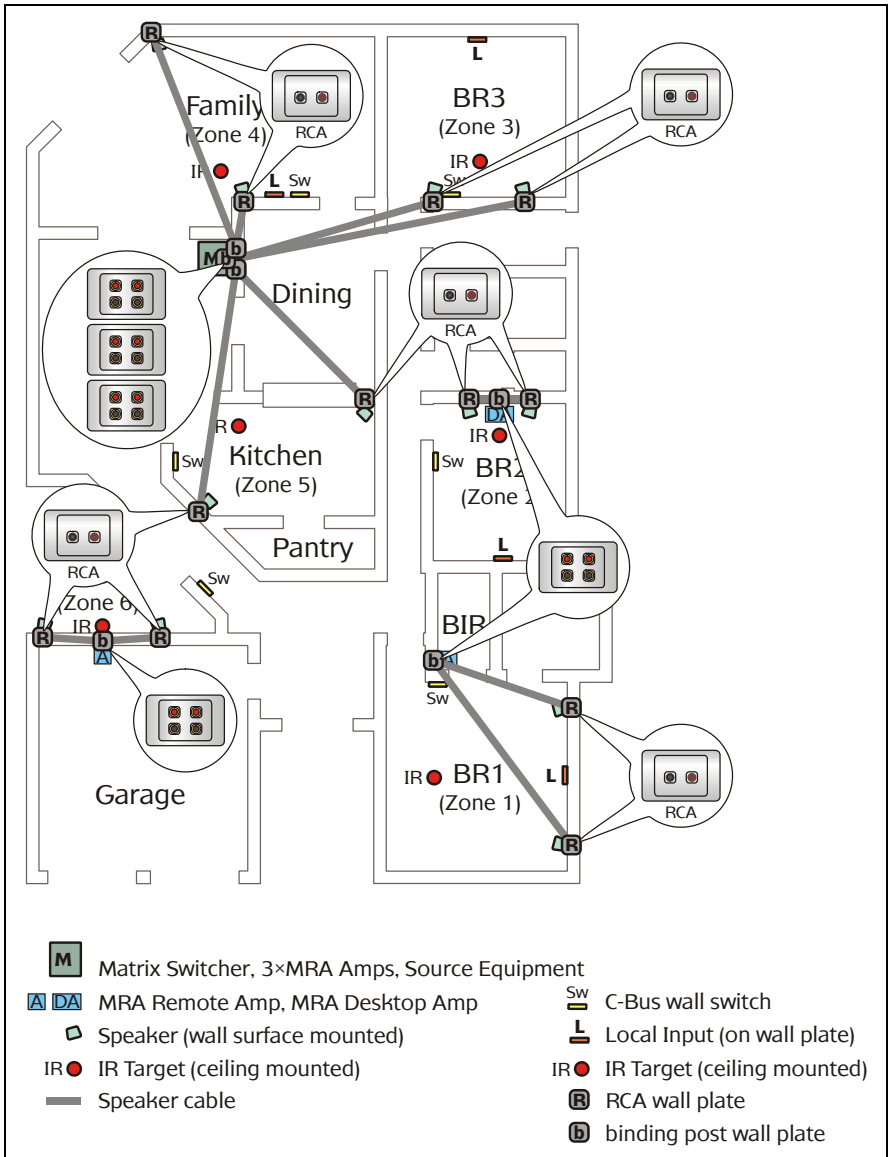 R
L
Family
(Zone 4)
RCA
BR3
(Zone 3)
RCA
IR
IR
Sw
L
Sw
R
R
R
b
M
b
b
Dining
RCA
R
R
b
R
DA
IR
IR
Kitchen
(Zone 5)
Sw
Sw
BR2
(Zone 2
R
Pantry
L
RCA
Sw
(Zone 6)
IR
R
b
R
A
BIR
b
A
Sw
R
IR
BR1
(Zone 1)
L
RCA
Garage
R
M Matrix Switcher, 3×MRA Amps, Source Equipment
A DA MRA Remote Amp, MRA Desktop Amp
Sw C-Bus wall switch
Speaker (wall surface mounted)
L Local Input (on wall plate)
IR IR Target (ceiling mounted)
IR IR Target (ceiling mounted)
Speaker cable
R RCA wall plate
b binding post wall plate